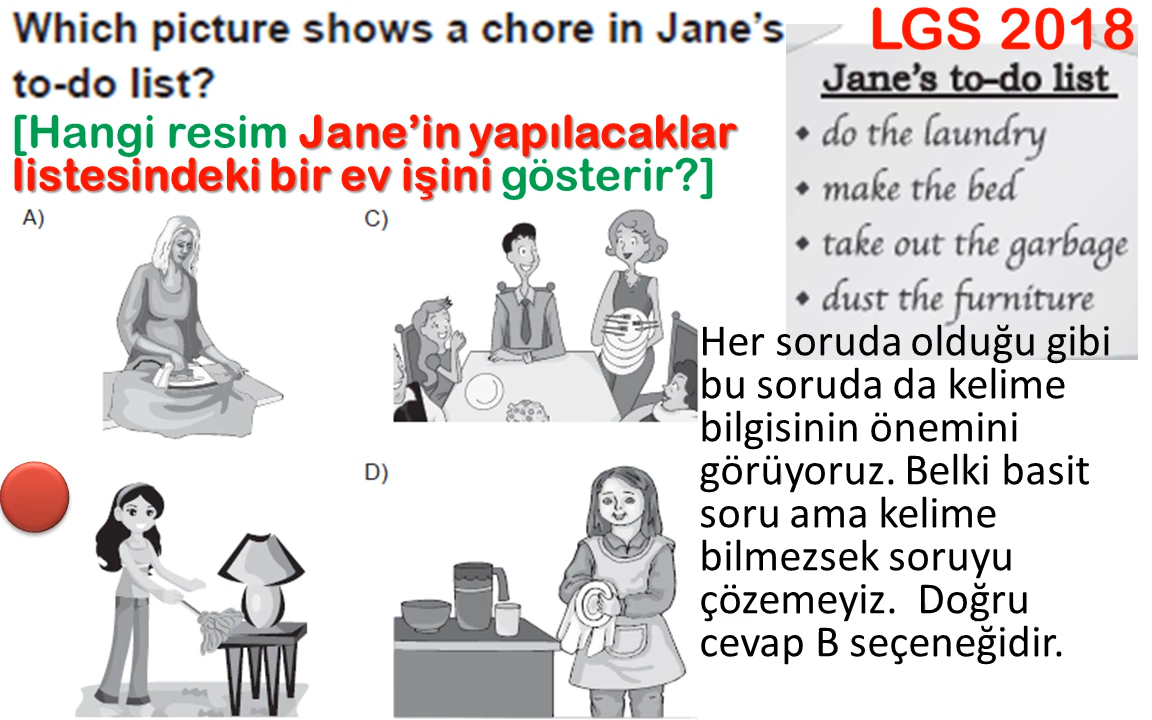 Which picture shows a chore in Jane's
to-do list?
[Hangi resim Jane'in yapılacaklar
listesindeki bir ev işini gösterir?]
LGS 2018
Jane's to-do list
• do the laundry
• make the bed
• take out the garbage
• dust the furniture
A)
C)
D)
Her soruda olduğu gibi
bu soruda da kelime
bilgisinin önemini
görüyoruz. Belki basit
soru ama kelime
bilmezsek soruyu
çözemeyiz.  Doğru
cevap B seçeneğidir.